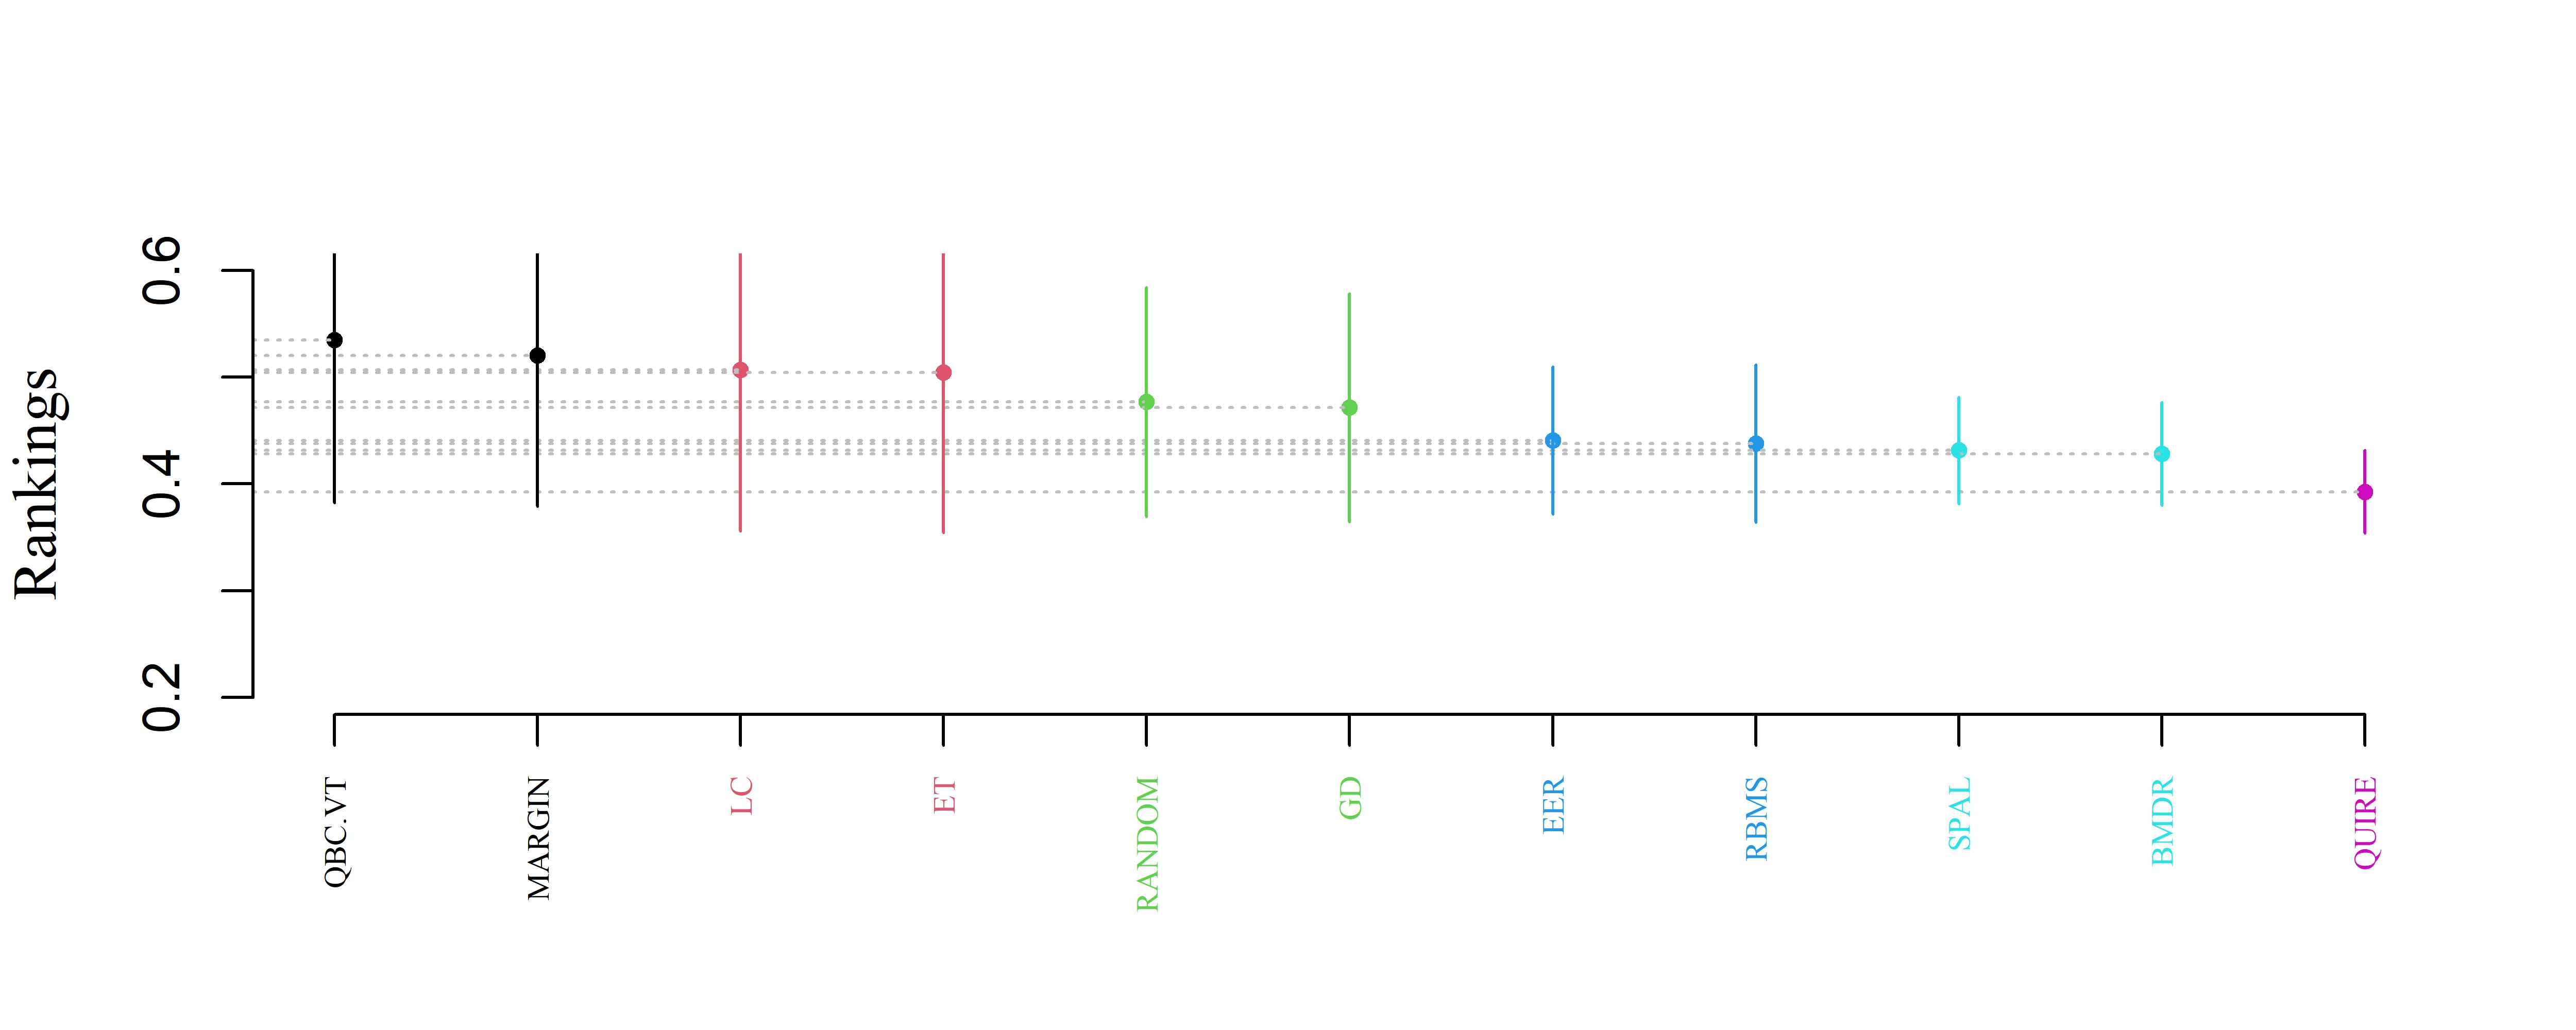 Rankings
0.6
0.4
0.2
QBC.VT
MARGIN
LC
ET
RANDOM
GD
EER
RBMS
SPAL
BMDR
QUIRE